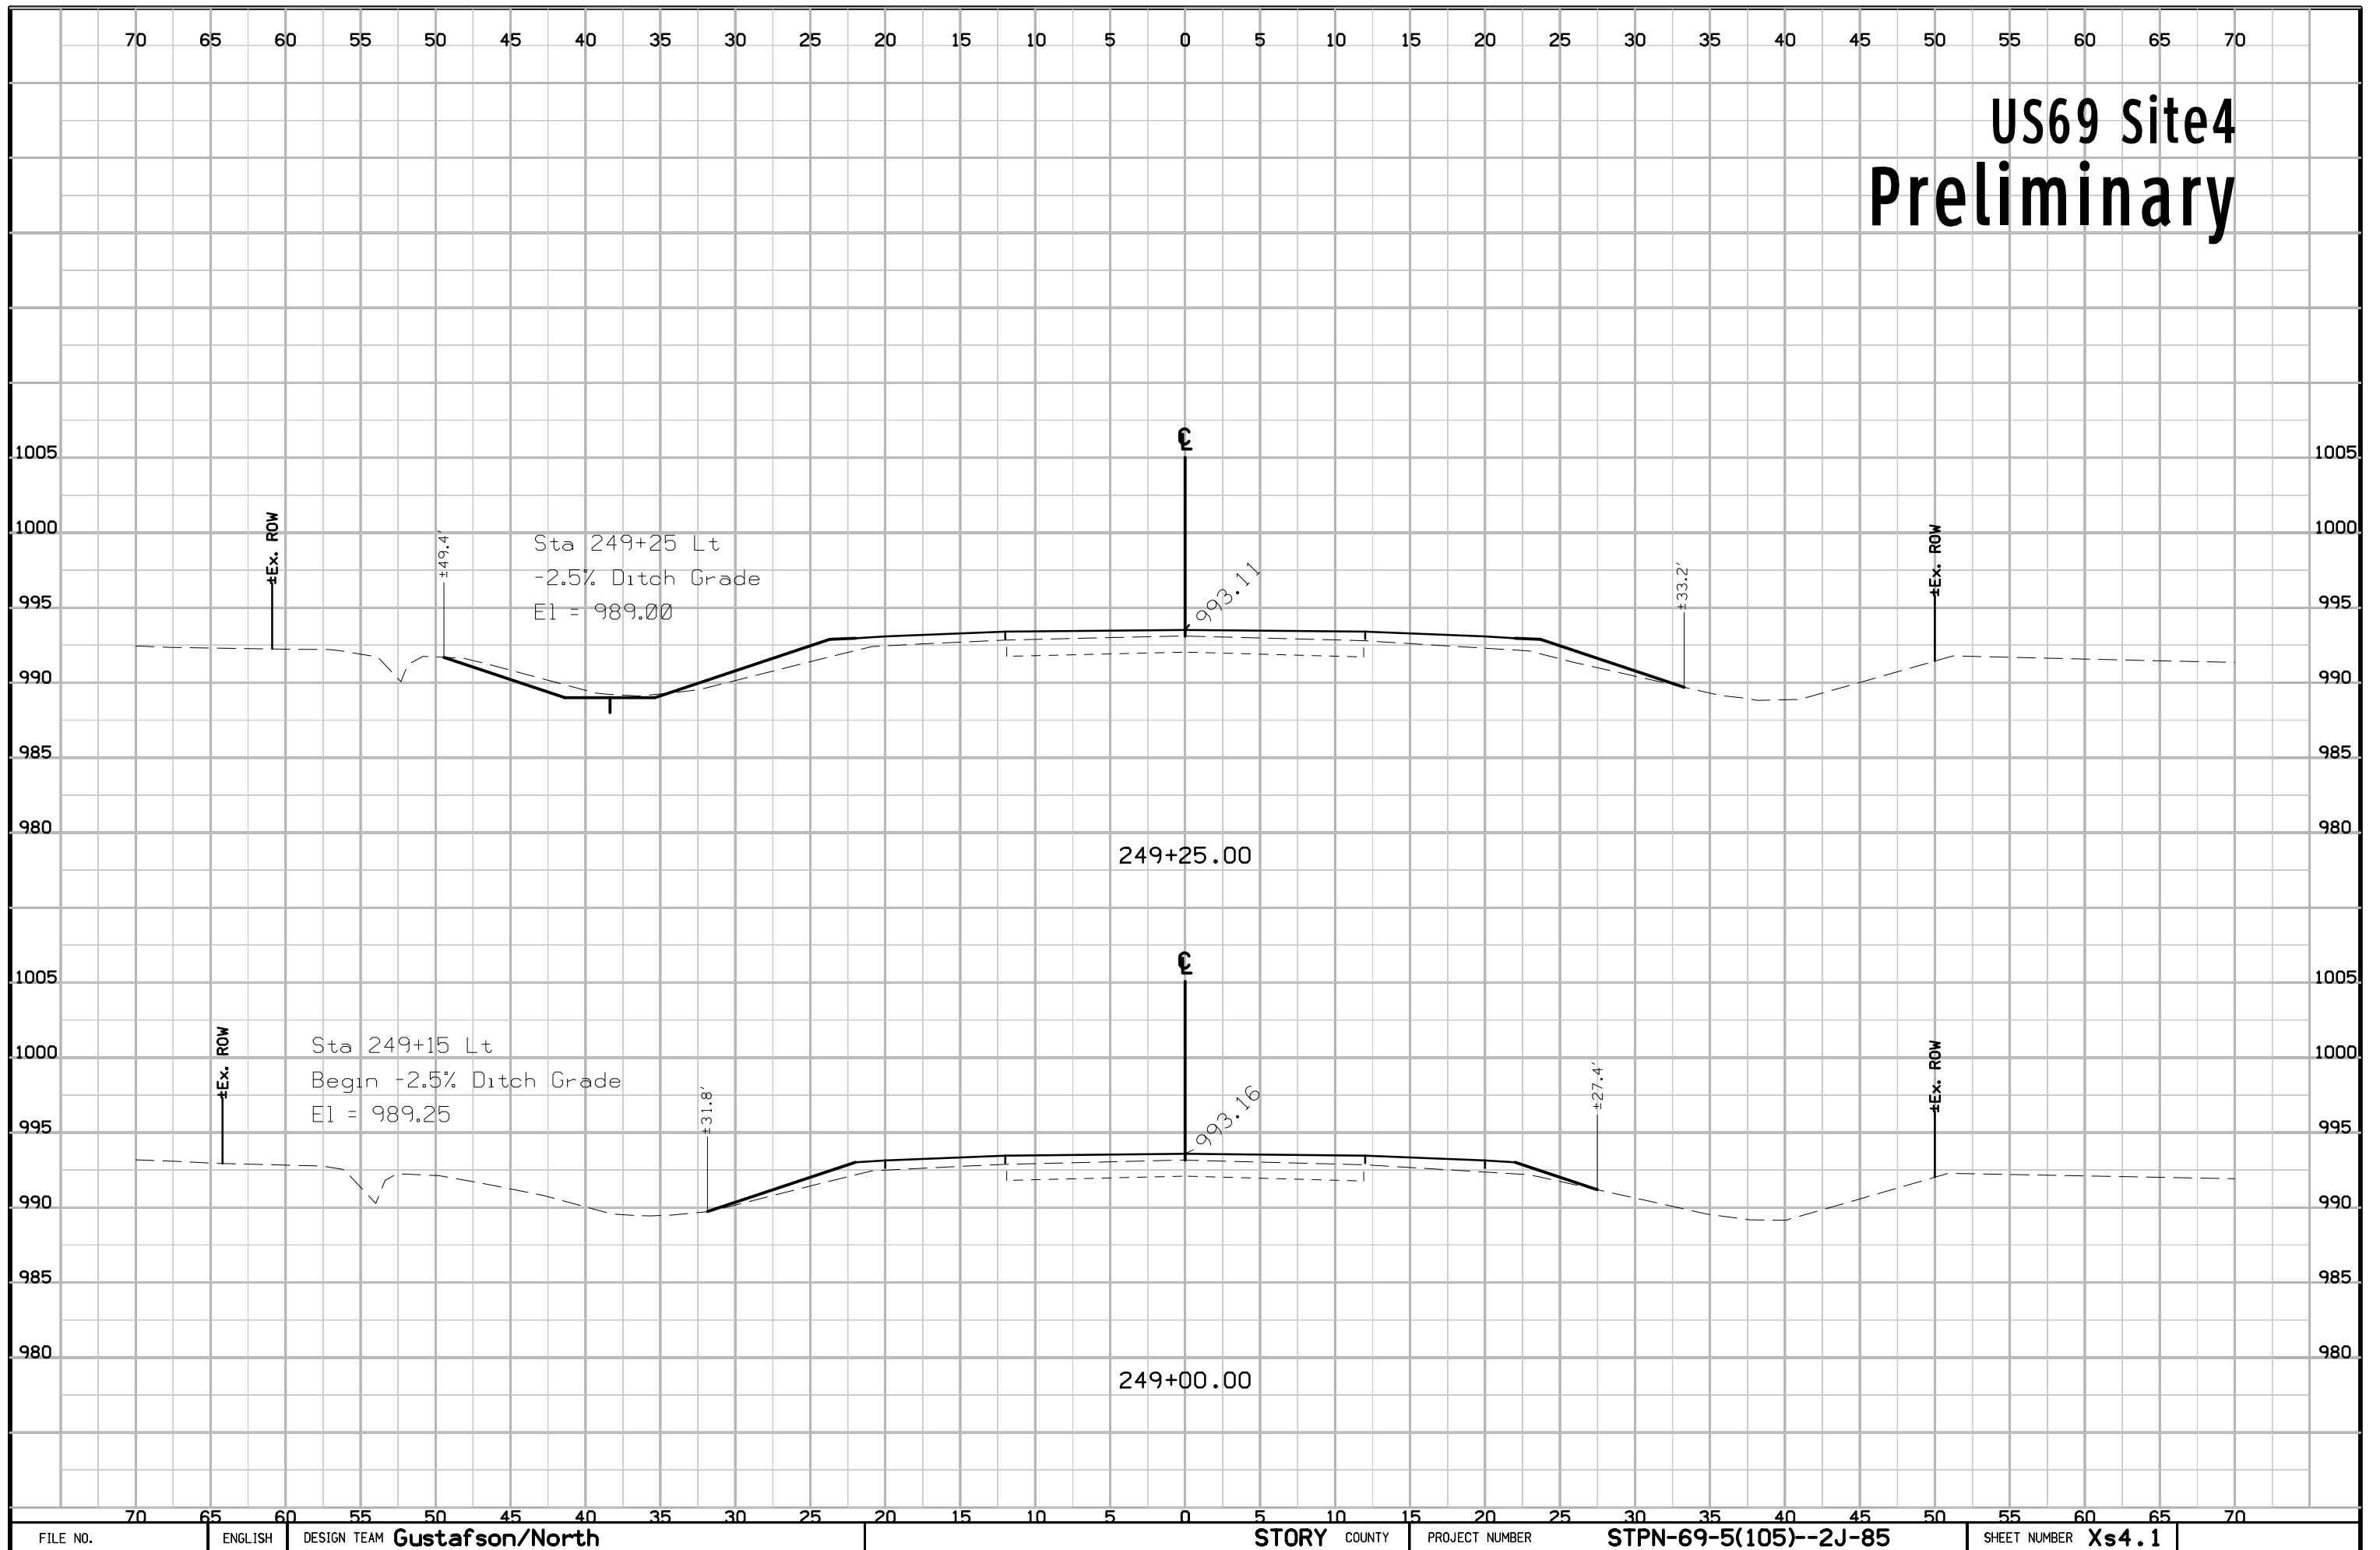 70 65 60 55 50 45 40 35 30 25 20 15 10 5 0 5 10 15 20 25 30 35 40 45 50 55 60 65 70
US69 Site4
Preliminary
℄
1005 1005
1000 1000
±Ex. ROW
±49.4'
Sta 249+25 Lt
-2.5% Ditch Grade
El = 989.00
993.11
±33.2'
±Ex. ROW
995 995
990 990
985 985
980 980
249+25.00
℄
1005 1005
1000 1000
±Ex. ROW
Sta 249+15 Lt
Begin -2.5% Ditch Grade
El = 989.25
±31.8'
993.16
±27.4'
±Ex. ROW
995 995
990 990
985 985
980 980
249+00.00
70 65 60 55 50 45 40 35 30 25 20 15 10 5 0 5 10 15 20 25 30 35 40 45 50 55 60 65 70
FILE NO. ENGLISH DESIGN TEAM Gustafson/North STORY COUNTY PROJECT NUMBER STPN-69-5(105)--2J-85 SHEET NUMBER Xs4.1